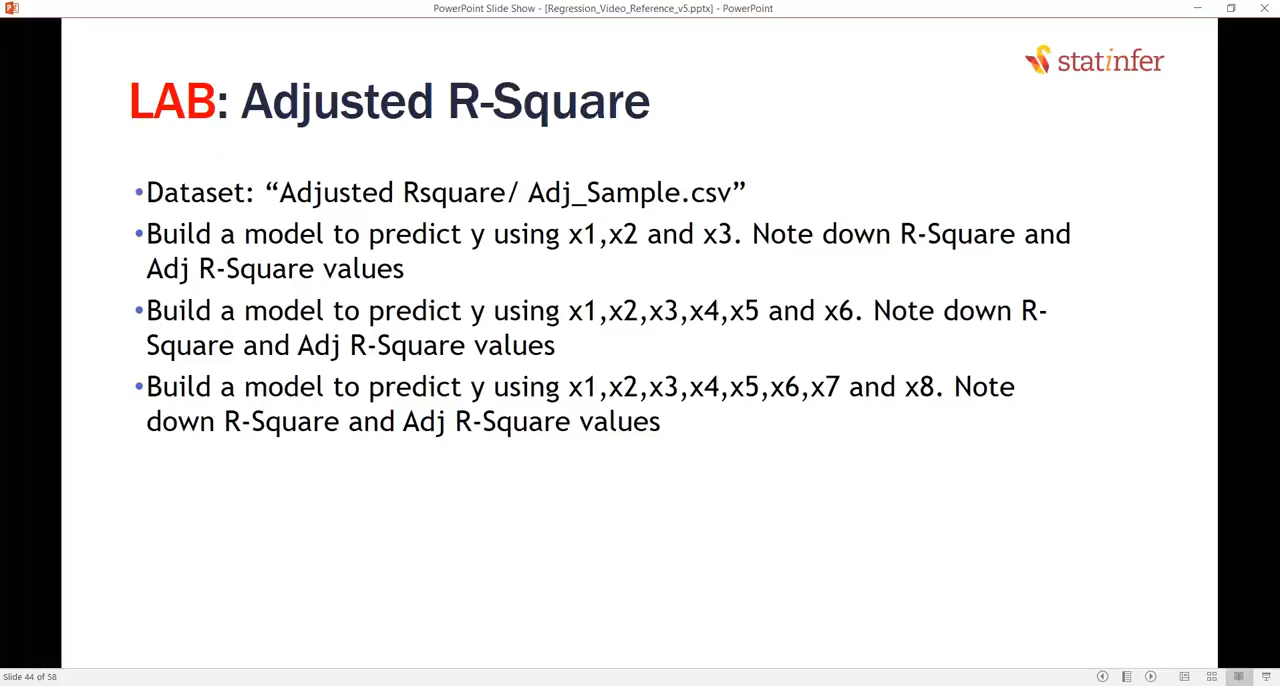 PowerPoint Slide Show - [Regression_Video_Reference_v5.pptx] - PowerPoint
statinfer
LAB: Adjusted R-Square
•Dataset: “Adjusted Rsquare/ Adj_Sample.csv”
•Build a model to predict y using x1,x2 and x3. Note down R-Square and
Adj R-Square values
•Build a model to predict y using x1,x2,x3,x4,x5 and x6. Note down R-
Square and Adj R-Square values
•Build a model to predict y using x1,x2,x3,x4,x5,x6,x7 and x8. Note
down R-Square and Adj R-Square values
Slide 44 of 58